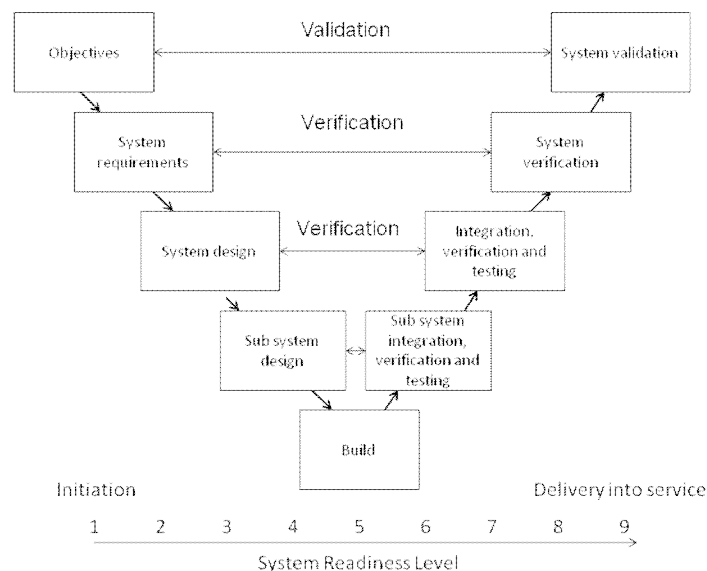 Validation
Objectives
System validation
Verification
System
requirements
System
verification
Verification
System design
Integration,
verification and
testing
Sub system
design
Sub system
integration,
verification and
testing
Build
Initiation
Delivery into service
1 2 3 4 5 6 7 8 9
System Readiness Level